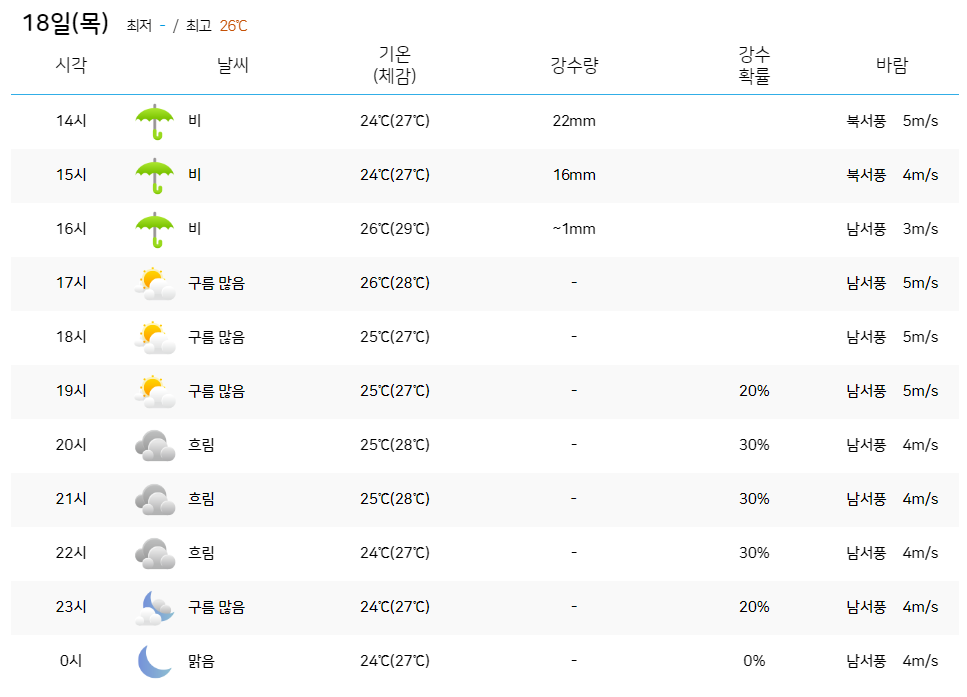 18일(목) 최저 - / 최고 26℃
시각 날씨 기온 (체감) 강수량 강수 확률 바람
14시 비 24℃(27℃) 22mm 북서풍 5m/s
15시 비 24℃(27℃) 16mm 북서풍 4m/s
16시 비 26℃(29℃) ~1mm 남서풍 3m/s
17시 구름 많음 26℃(28℃) - 남서풍 5m/s
18시 구름 많음 25℃(27℃) - 남서풍 5m/s
19시 구름 많음 25℃(27℃) - 20% 남서풍 5m/s
20시 흐림 25℃(28℃) - 30% 남서풍 4m/s
21시 흐림 25℃(28℃) - 30% 남서풍 4m/s
22시 흐림 24℃(27℃) - 30% 남서풍 4m/s
23시 구름 많음 24℃(27℃) - 20% 남서풍 4m/s
0시 맑음 24℃(27℃) - 0% 남서풍 4m/s